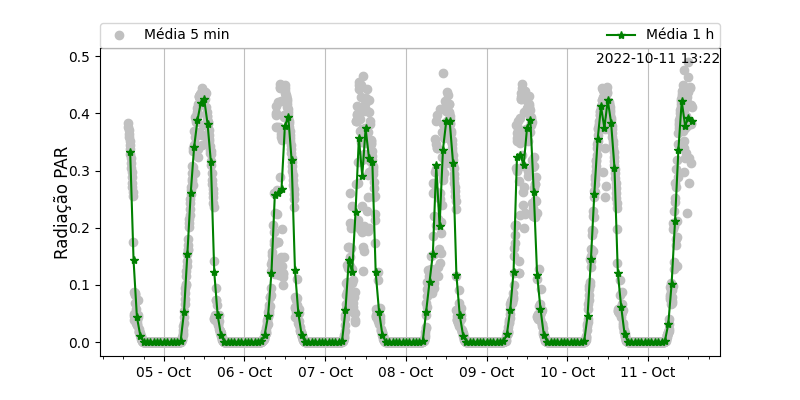 Média 5 min
Média 1 h
2022-10-11 13:22
Radiação PAR
0.5
0.4
0.3
0.2
0.1
0.0
05 - Oct
06 - Oct
07 - Oct
08 - Oct
09 - Oct
10 - Oct
11 - Oct